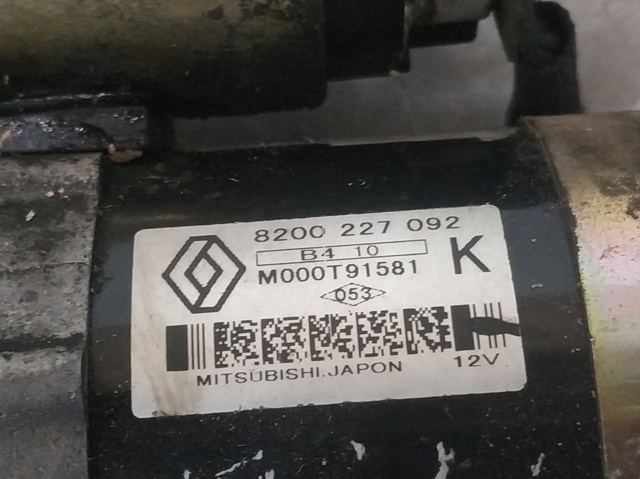 8200 227 092
B4 10
K
M000T91581
053
MITSUBISHI.JAPON
12V